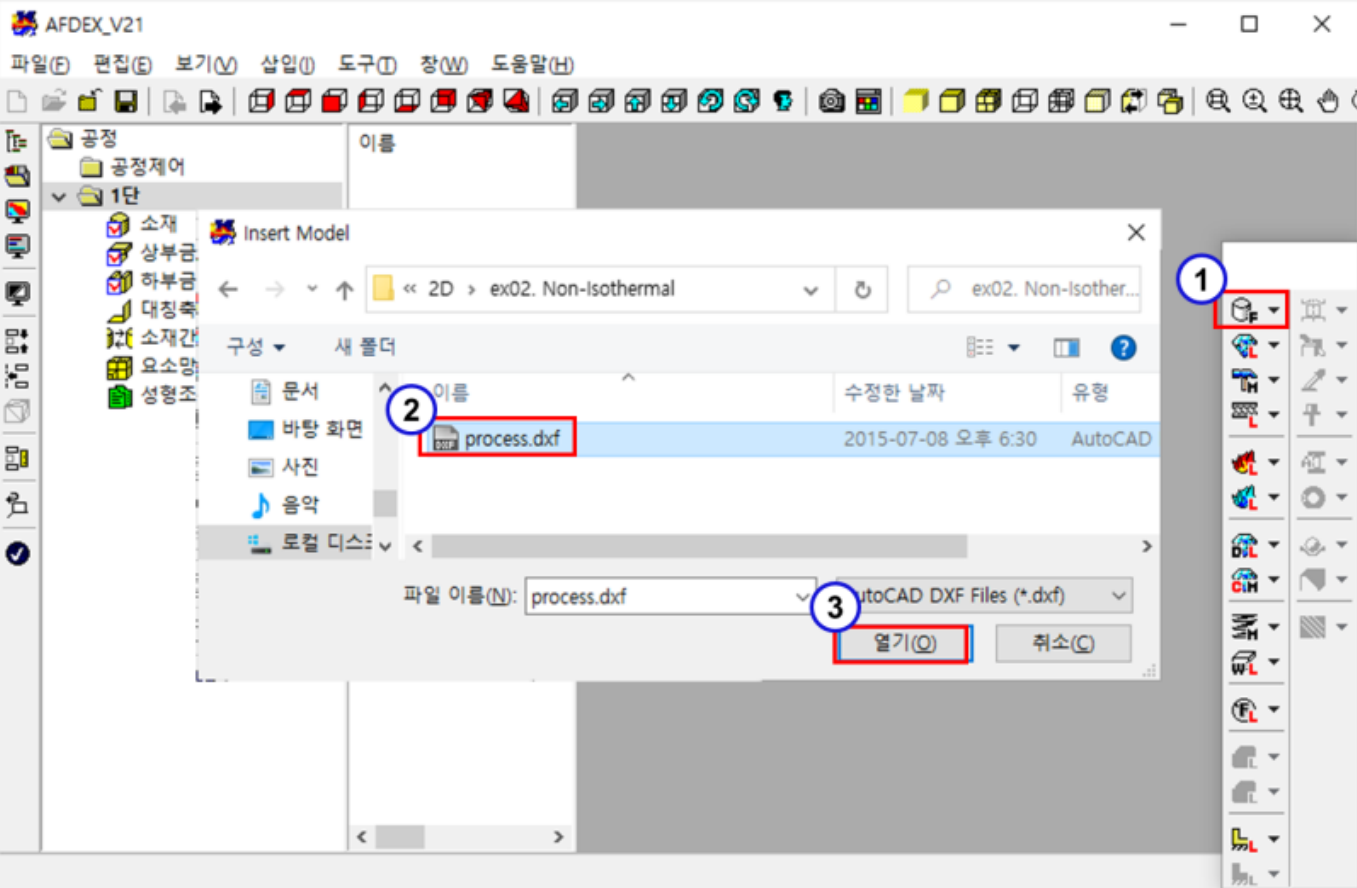 AFDEX_V21
파일(F) 편집(E) 보기(V) 삽입(I) 도구(T) 창(W) 도움말(H)
공정
공정제어
1단
소재
상부금
하부금
대칭축
소재간
요소망
성형조
이름
Insert Model
« 2D › ex02. Non-Isothermal
ex02. Non-Isother...
구성 새 폴더
문서
바탕 화면
사진
음악
로컬 디스크
이름 수정한 날짜 유형
process.dxf 2015-07-08 오후 6:30 AutoCAD
파일 이름(N): process.dxf
utoCAD DXF Files (*.dxf)
열기(O) 취소(C)
1
2
3